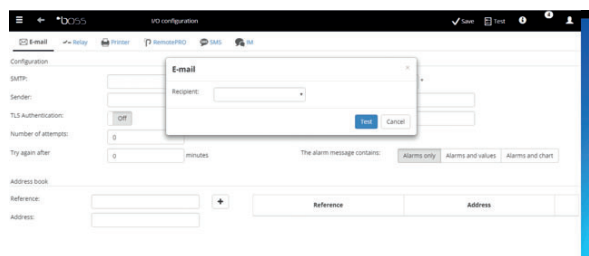 boss I/O configuration Save Test 4
E-mail Relay Printer RemotePRO SMS IM
Configuration
E-mail ×
SMTP: *
Recipient:
Sender:
TLS Authentication: Off
Test Cancel
Number of attempts: 0
Try again after 0 minutes The alarm message contains: Alarms only Alarms and values Alarms and chart
Address book
Reference: + Reference Address
Address: